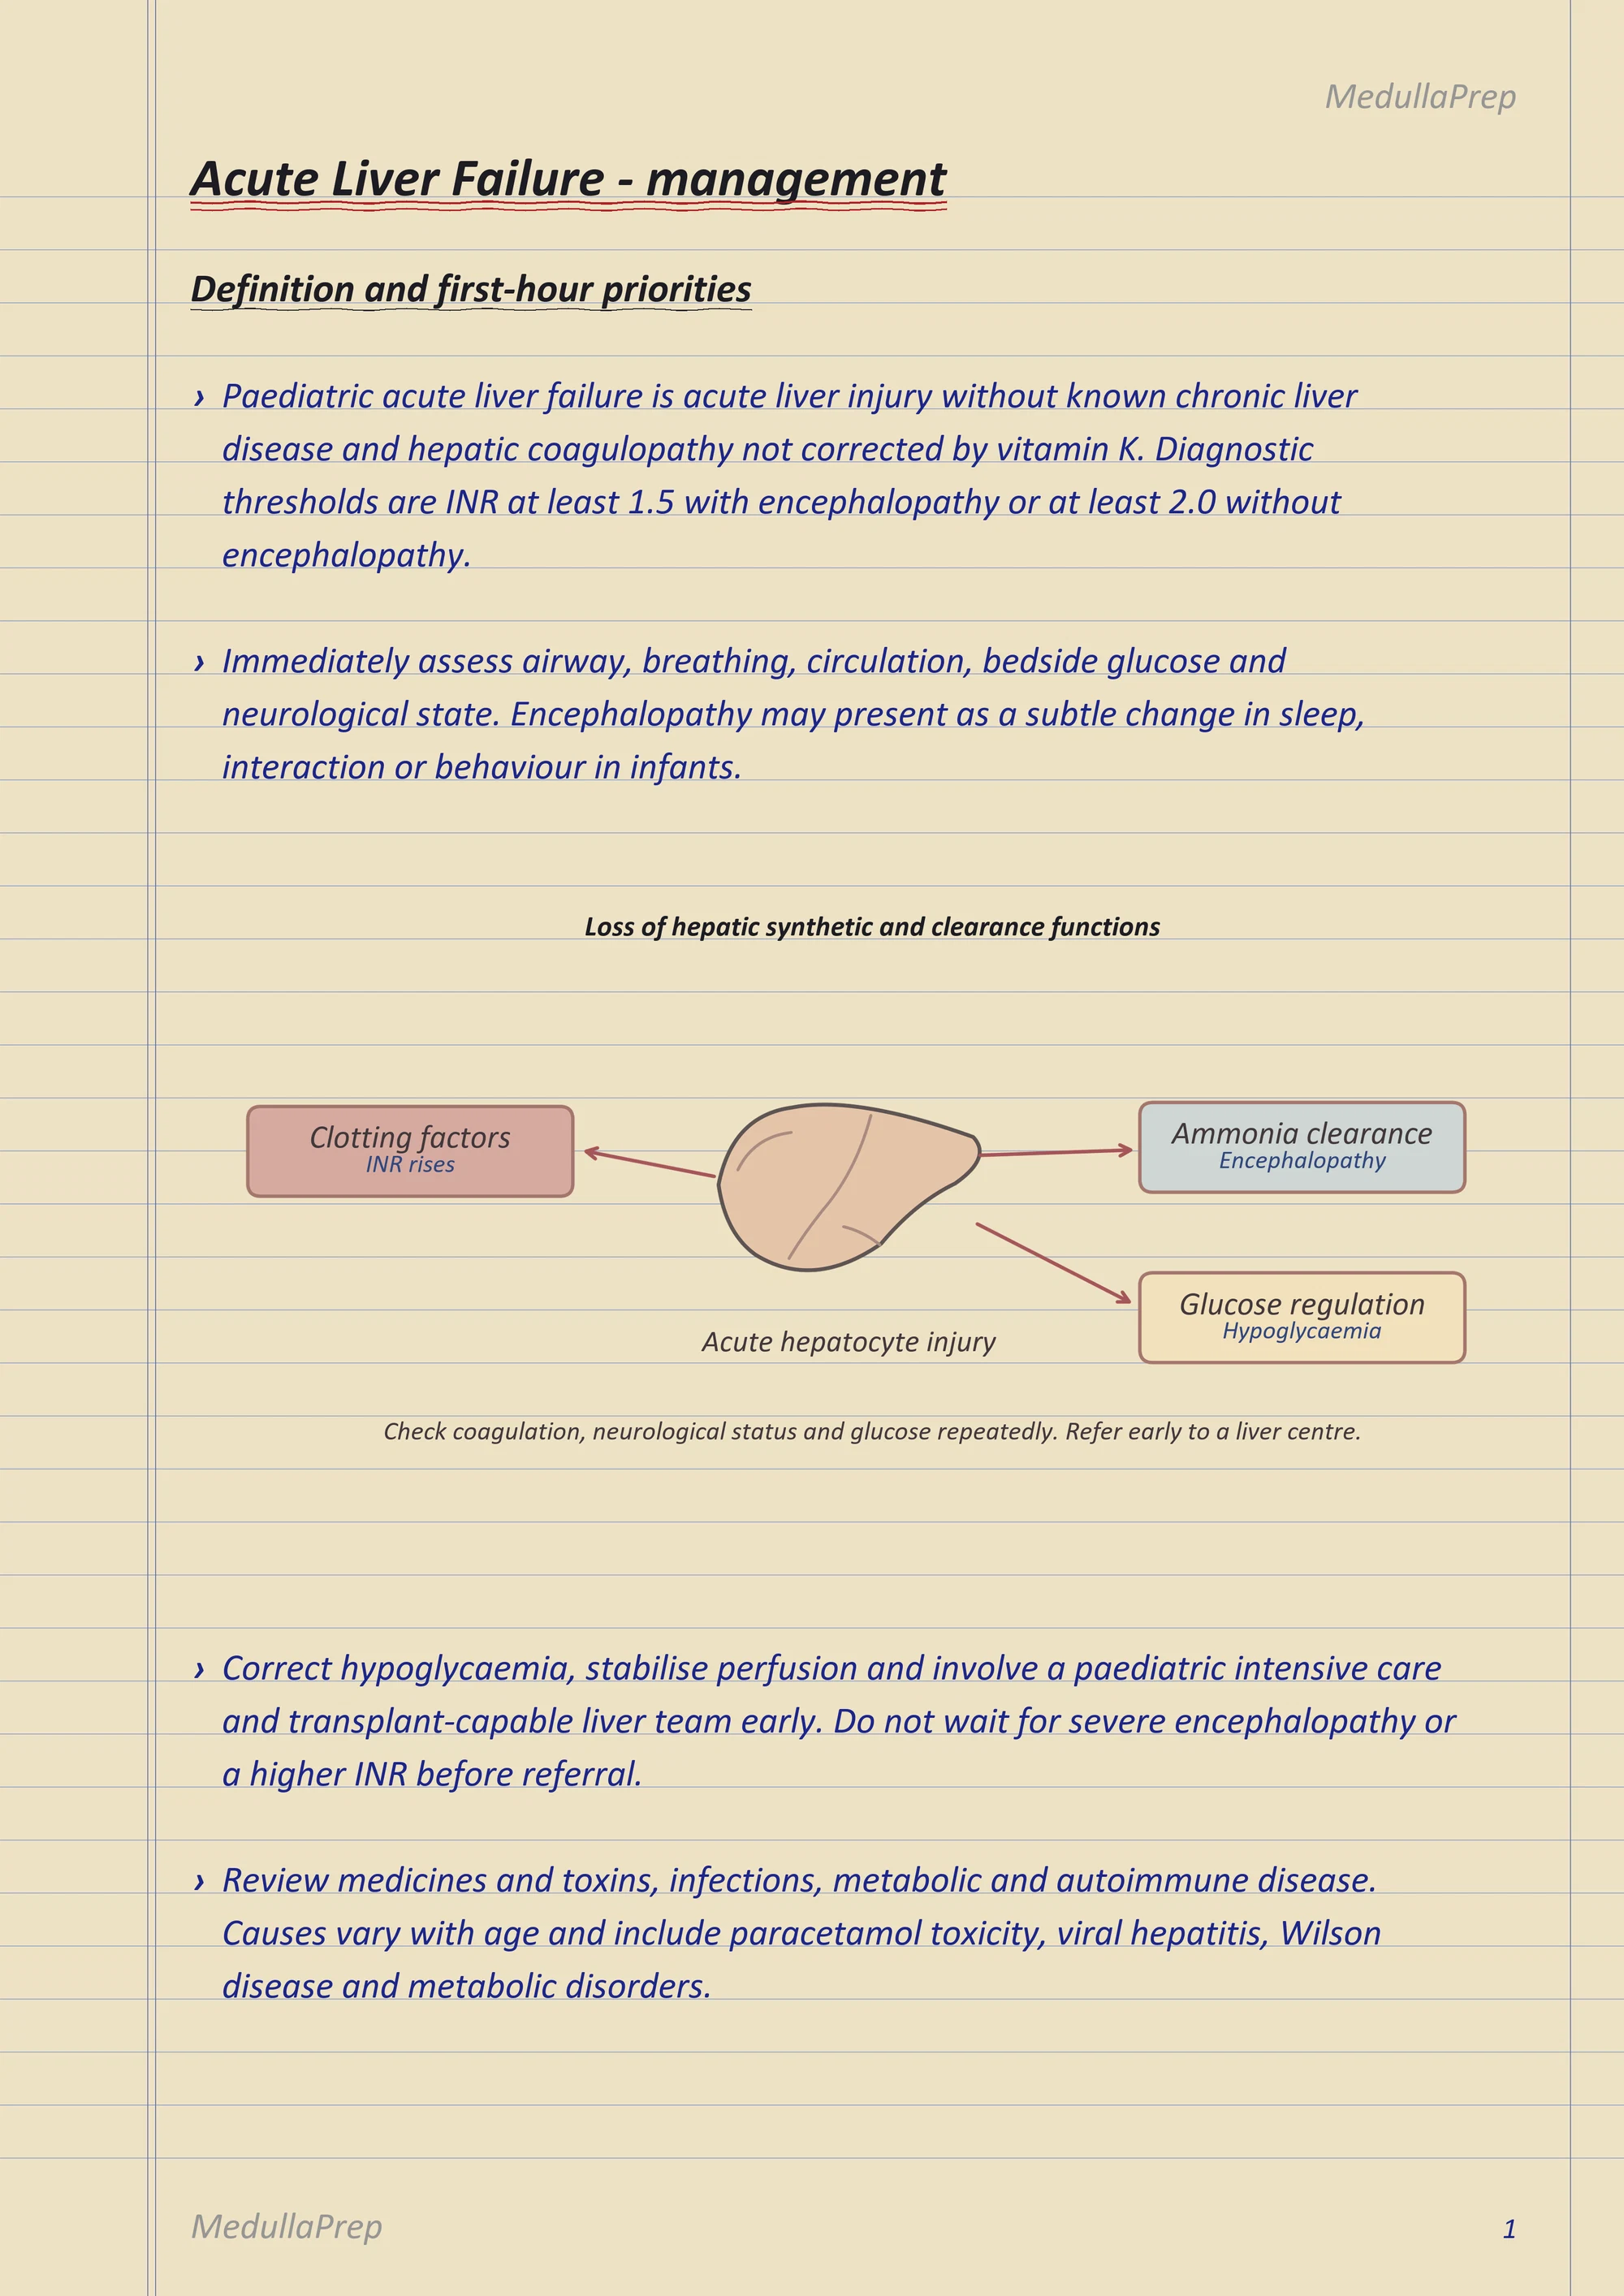 MedullaPrep
Acute Liver Failure - management
Definition and first-hour priorities
› Paediatric acute liver failure is acute liver injury without known chronic liver
disease and hepatic coagulopathy not corrected by vitamin K. Diagnostic
thresholds are INR at least 1.5 with encephalopathy or at least 2.0 without
encephalopathy.
› Immediately assess airway, breathing, circulation, bedside glucose and
neurological state. Encephalopathy may present as a subtle change in sleep,
interaction or behaviour in infants.
Loss of hepatic synthetic and clearance functions
Clotting factors
INR rises
Ammonia clearance
Encephalopathy
Glucose regulation
Hypoglycaemia
Acute hepatocyte injury
Check coagulation, neurological status and glucose repeatedly. Refer early to a liver centre.
› Correct hypoglycaemia, stabilise perfusion and involve a paediatric intensive care
and transplant-capable liver team early. Do not wait for severe encephalopathy or
a higher INR before referral.
› Review medicines and toxins, infections, metabolic and autoimmune disease.
Causes vary with age and include paracetamol toxicity, viral hepatitis, Wilson
disease and metabolic disorders.
MedullaPrep
1